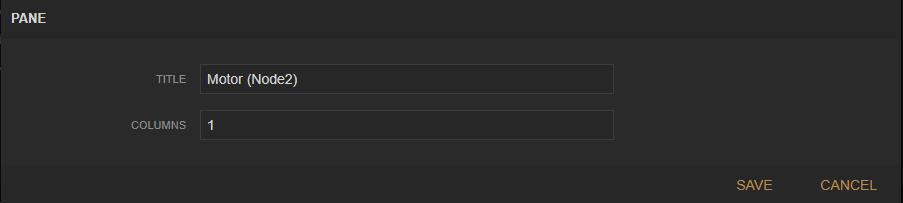 PANE
TITLE Motor (Node2)
COLUMNS 1
SAVE CANCEL